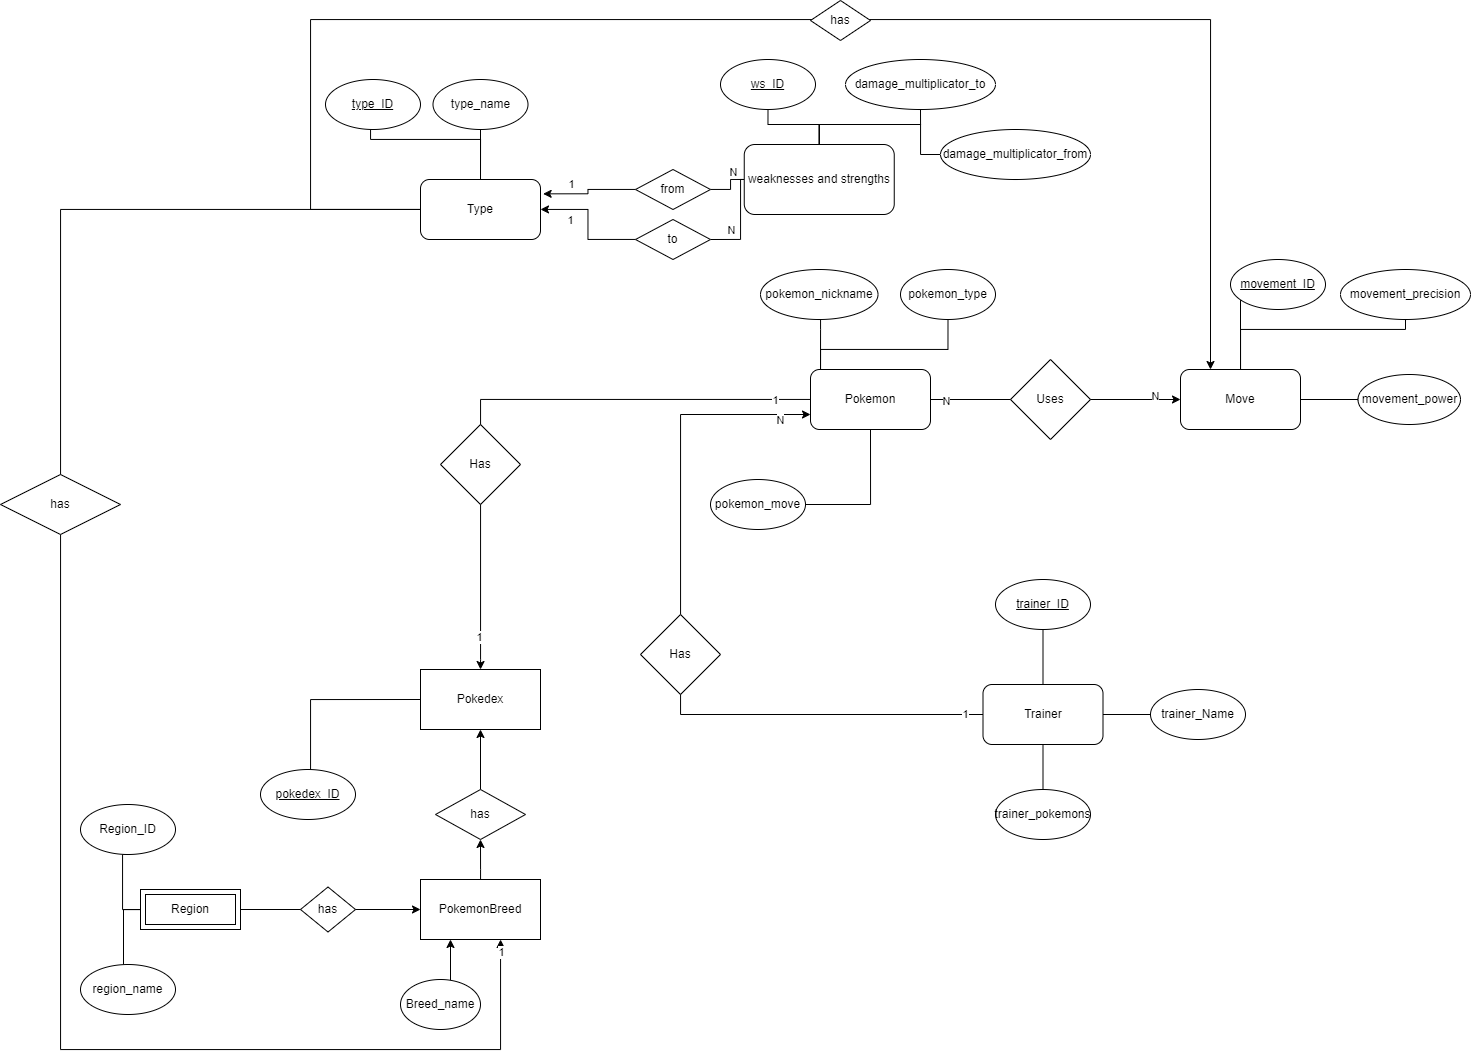 has
ws_ID
damage_multiplicator_to
type_ID
type_name
damage_multiplicator_from
N
weaknesses and strengths
1
from
Type
1
to
N
movement_ID
pokemon_nickname
pokemon_type
movement_precision
1
Pokemon
N
Uses
N
Move
movement_power
N
Has
has
pokemon_move
trainer_ID
1
Has
Pokedex
1
Trainer
trainer_Name
pokedex_ID
has
trainer_pokemons
Region_ID
Region
has
PokemonBreed
1
region_name
Breed_name